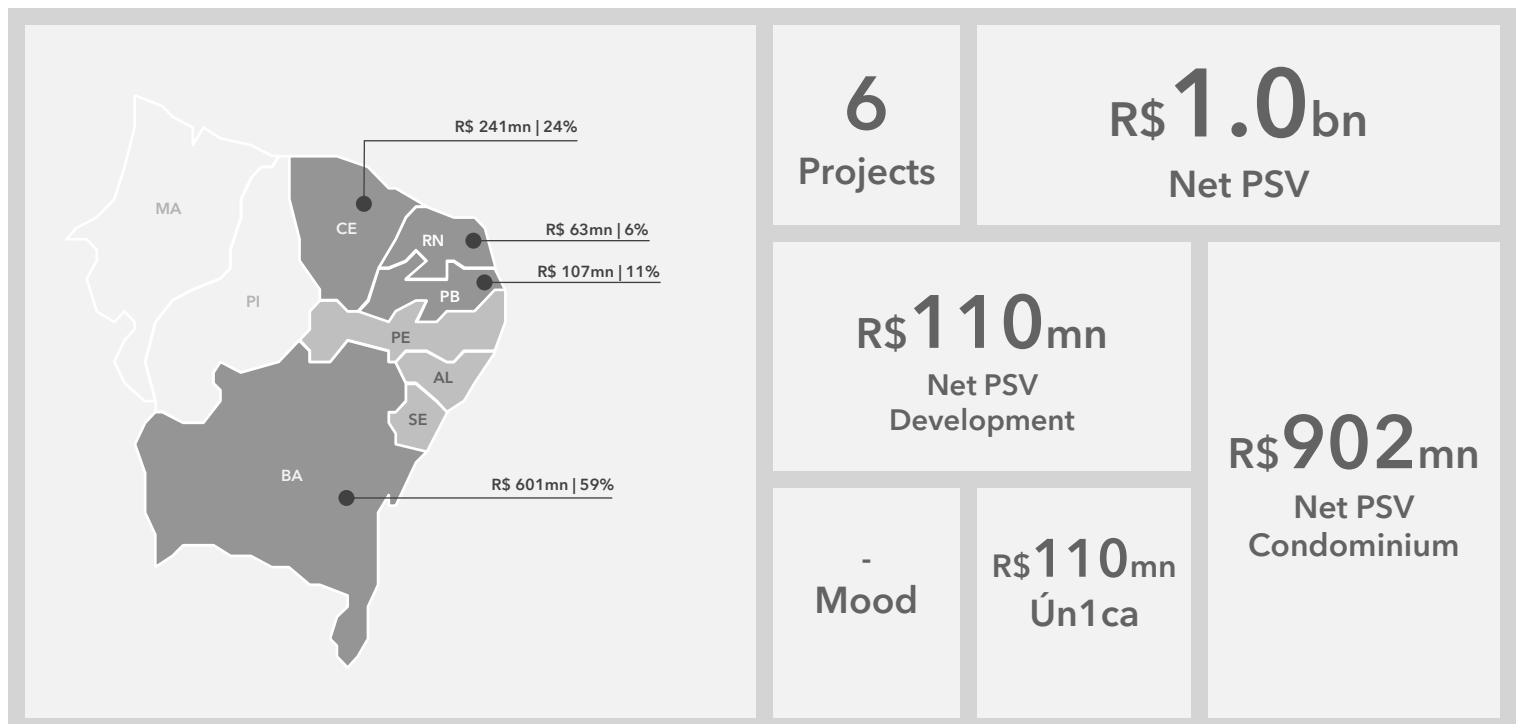 R$ 241mn | 24%
MA
CE
RN
R$ 63mn | 6%
R$ 107mn | 11%
PI
PB
PE
AL
SE
BA
R$ 601mn | 59%
6
Projects
R$1.0bn
Net PSV
R$110mn
Net PSV
Development
R$902mn
Net PSV
Condominium
-
Mood
R$110mn
Ún1ca